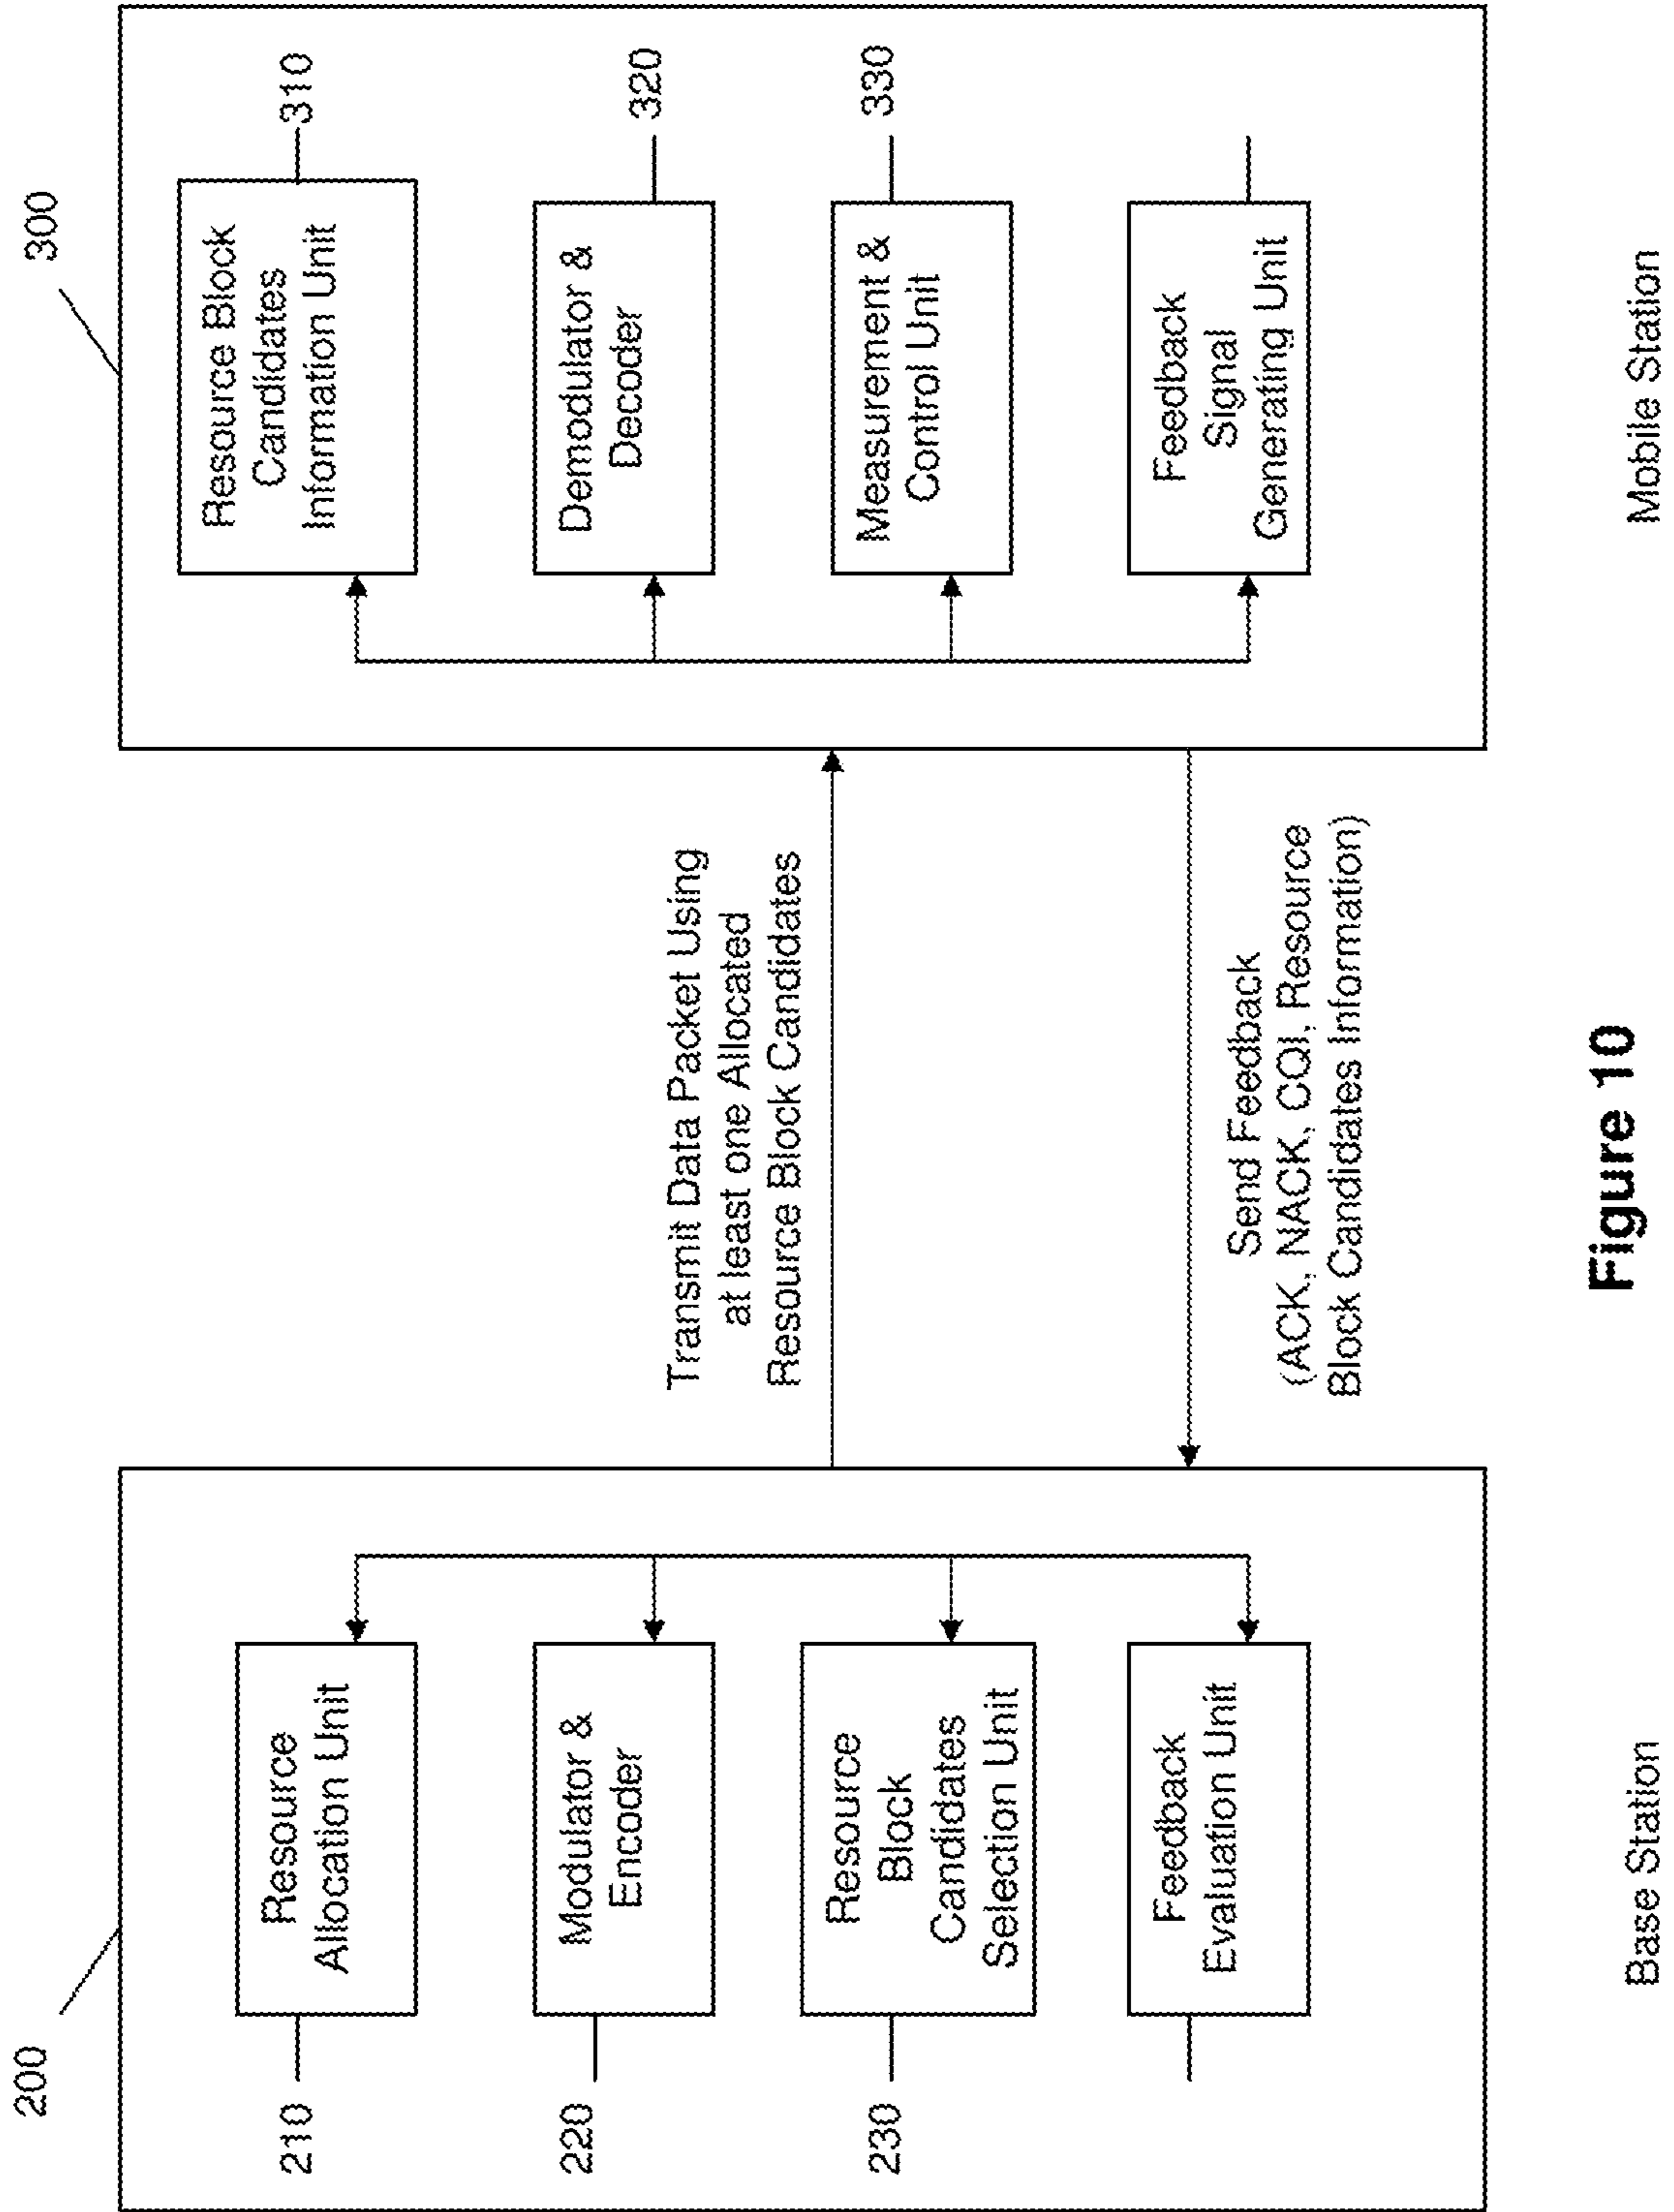 200
210
Resource
Allocation Unit
220
Modulator &
Encoder
230
Resource
Block
Candidates
Selection Unit
Feedback
Evaluation Unit
Base Station
Transmit Data Packet Using
at least one Allocated
Resource Block Candidates
Send Feedback
(ACK, NACK, CQI, Resource
Block Candidates Information)
300
Resource Block
Candidates
Information Unit
310
Demodulator &
Decoder
320
Measurement &
Control Unit
330
Feedback
Signal
Generating Unit
Mobile Station
Figure 10